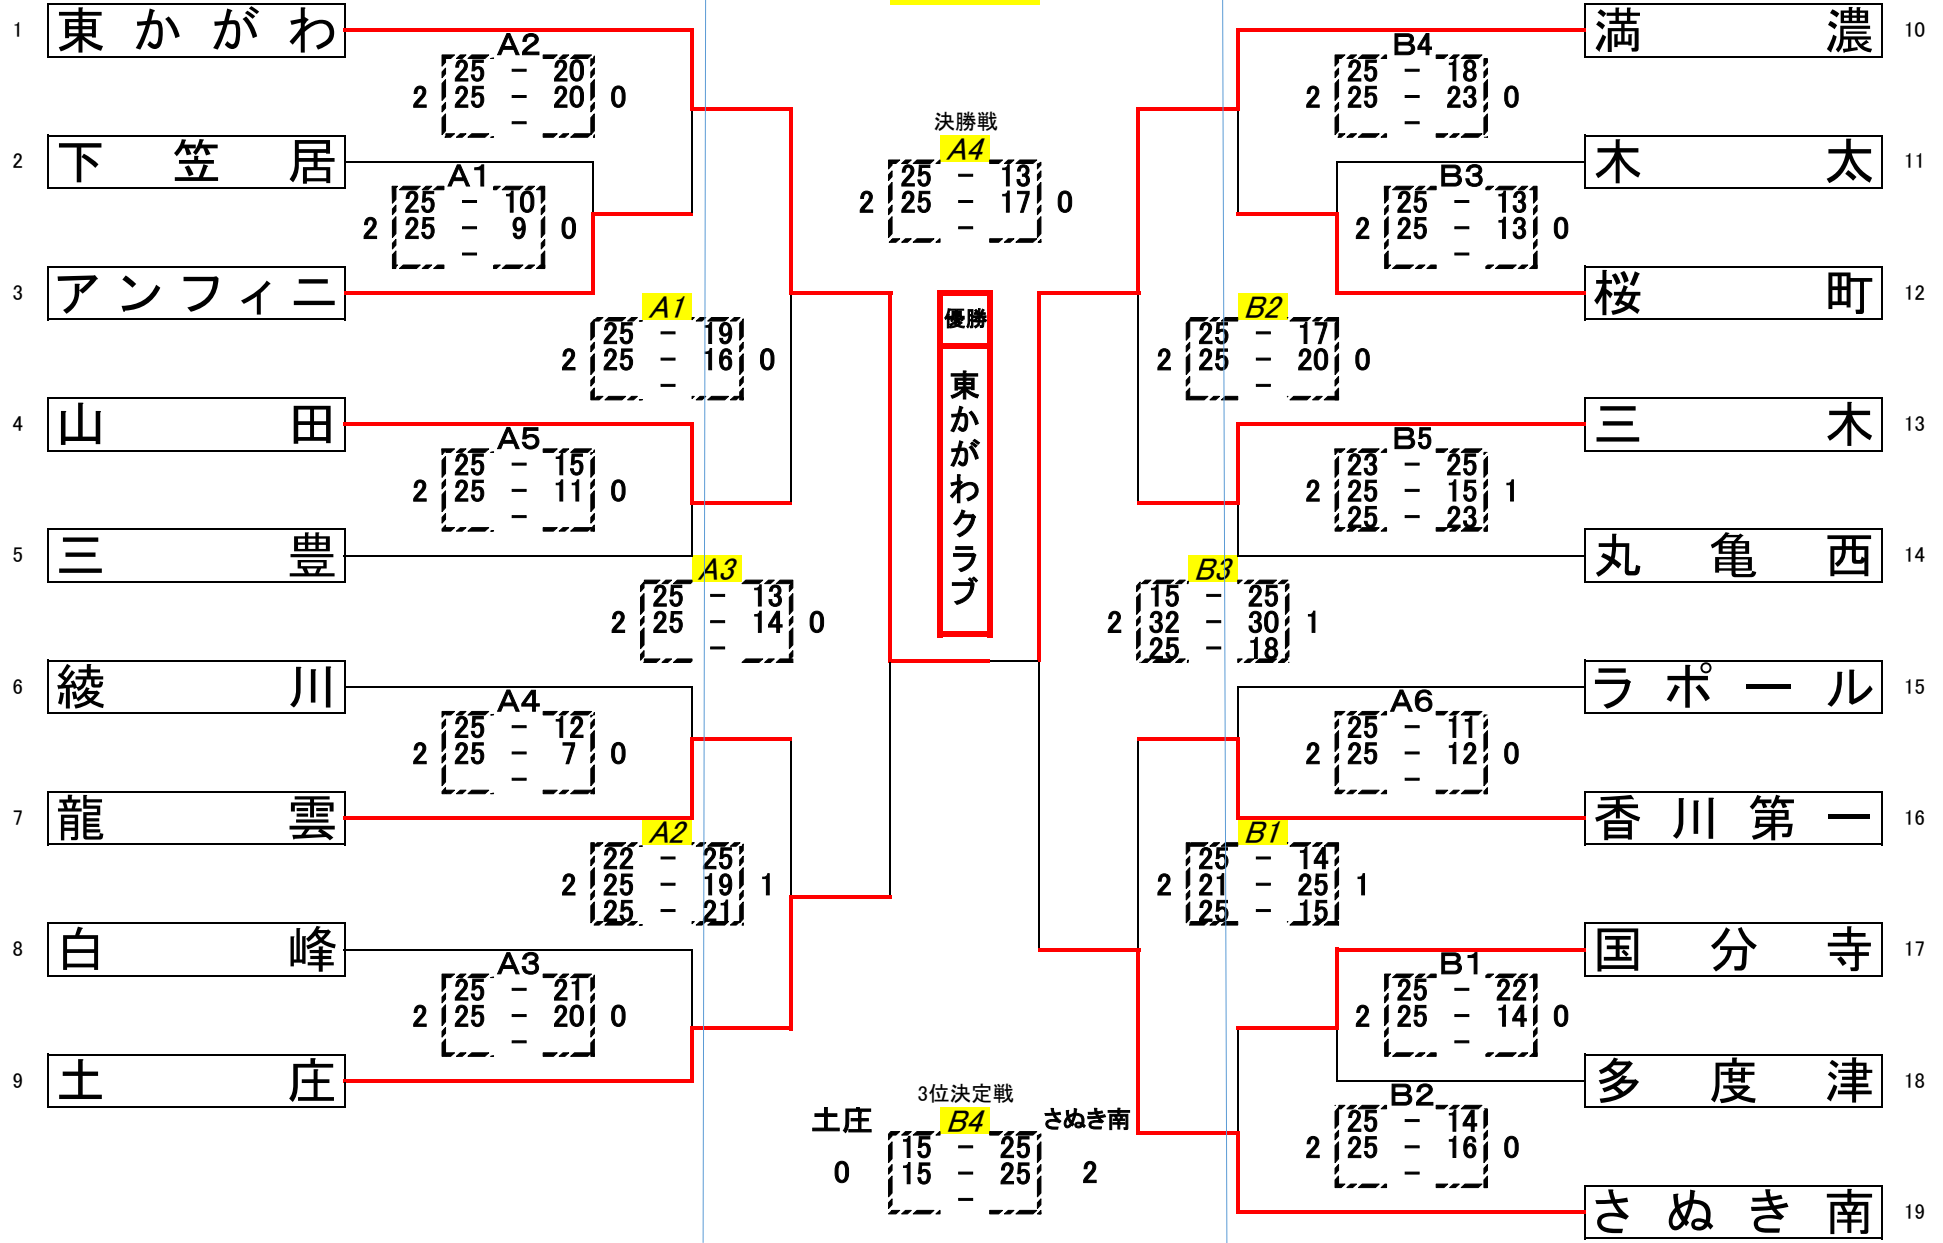 1 東かがわ
A2
25 - 20
2 25 - 20 0
-
2 下笠居
A1
25 - 10
2 25 - 9 0
-
3 アンフィニ
A1
25 - 19
2 25 - 16 0
-
4 山田
A5
25 - 15
2 25 - 11 0
-
5 三豊
A3
25 - 13
2 25 - 14 0
-
6 綾川
A4
25 - 12
2 25 - 7 0
-
7 龍雲
A2
22 - 25
2 25 - 19 1
25 - 21
8 白峰
A3
25 - 21
2 25 - 20 0
-
9 土庄
決勝戦
A4
25 - 13
2 25 - 17 0
-
優勝
東かがわクラブ
3位決定戦
土庄 B4 さぬき南
15 - 25
0 15 - 25 2
-
満濃 10
B4
25 - 18
2 25 - 23 0
-
木太 11
B3
25 - 13
2 25 - 13 0
-
桜町 12
B2
25 - 17
2 25 - 20 0
-
三木 13
B5
23 - 25
2 25 - 15 1
25 - 23
丸亀西 14
B3
15 - 25
2 32 - 30 1
25 - 18
ラポール 15
A6
25 - 11
2 25 - 12 0
-
香川第一 16
B1
25 - 14
2 21 - 25 1
25 - 15
国分寺 17
B1
25 - 22
2 25 - 14 0
-
多度津 18
B2
25 - 14
2 25 - 16 0
-
さぬき南 19